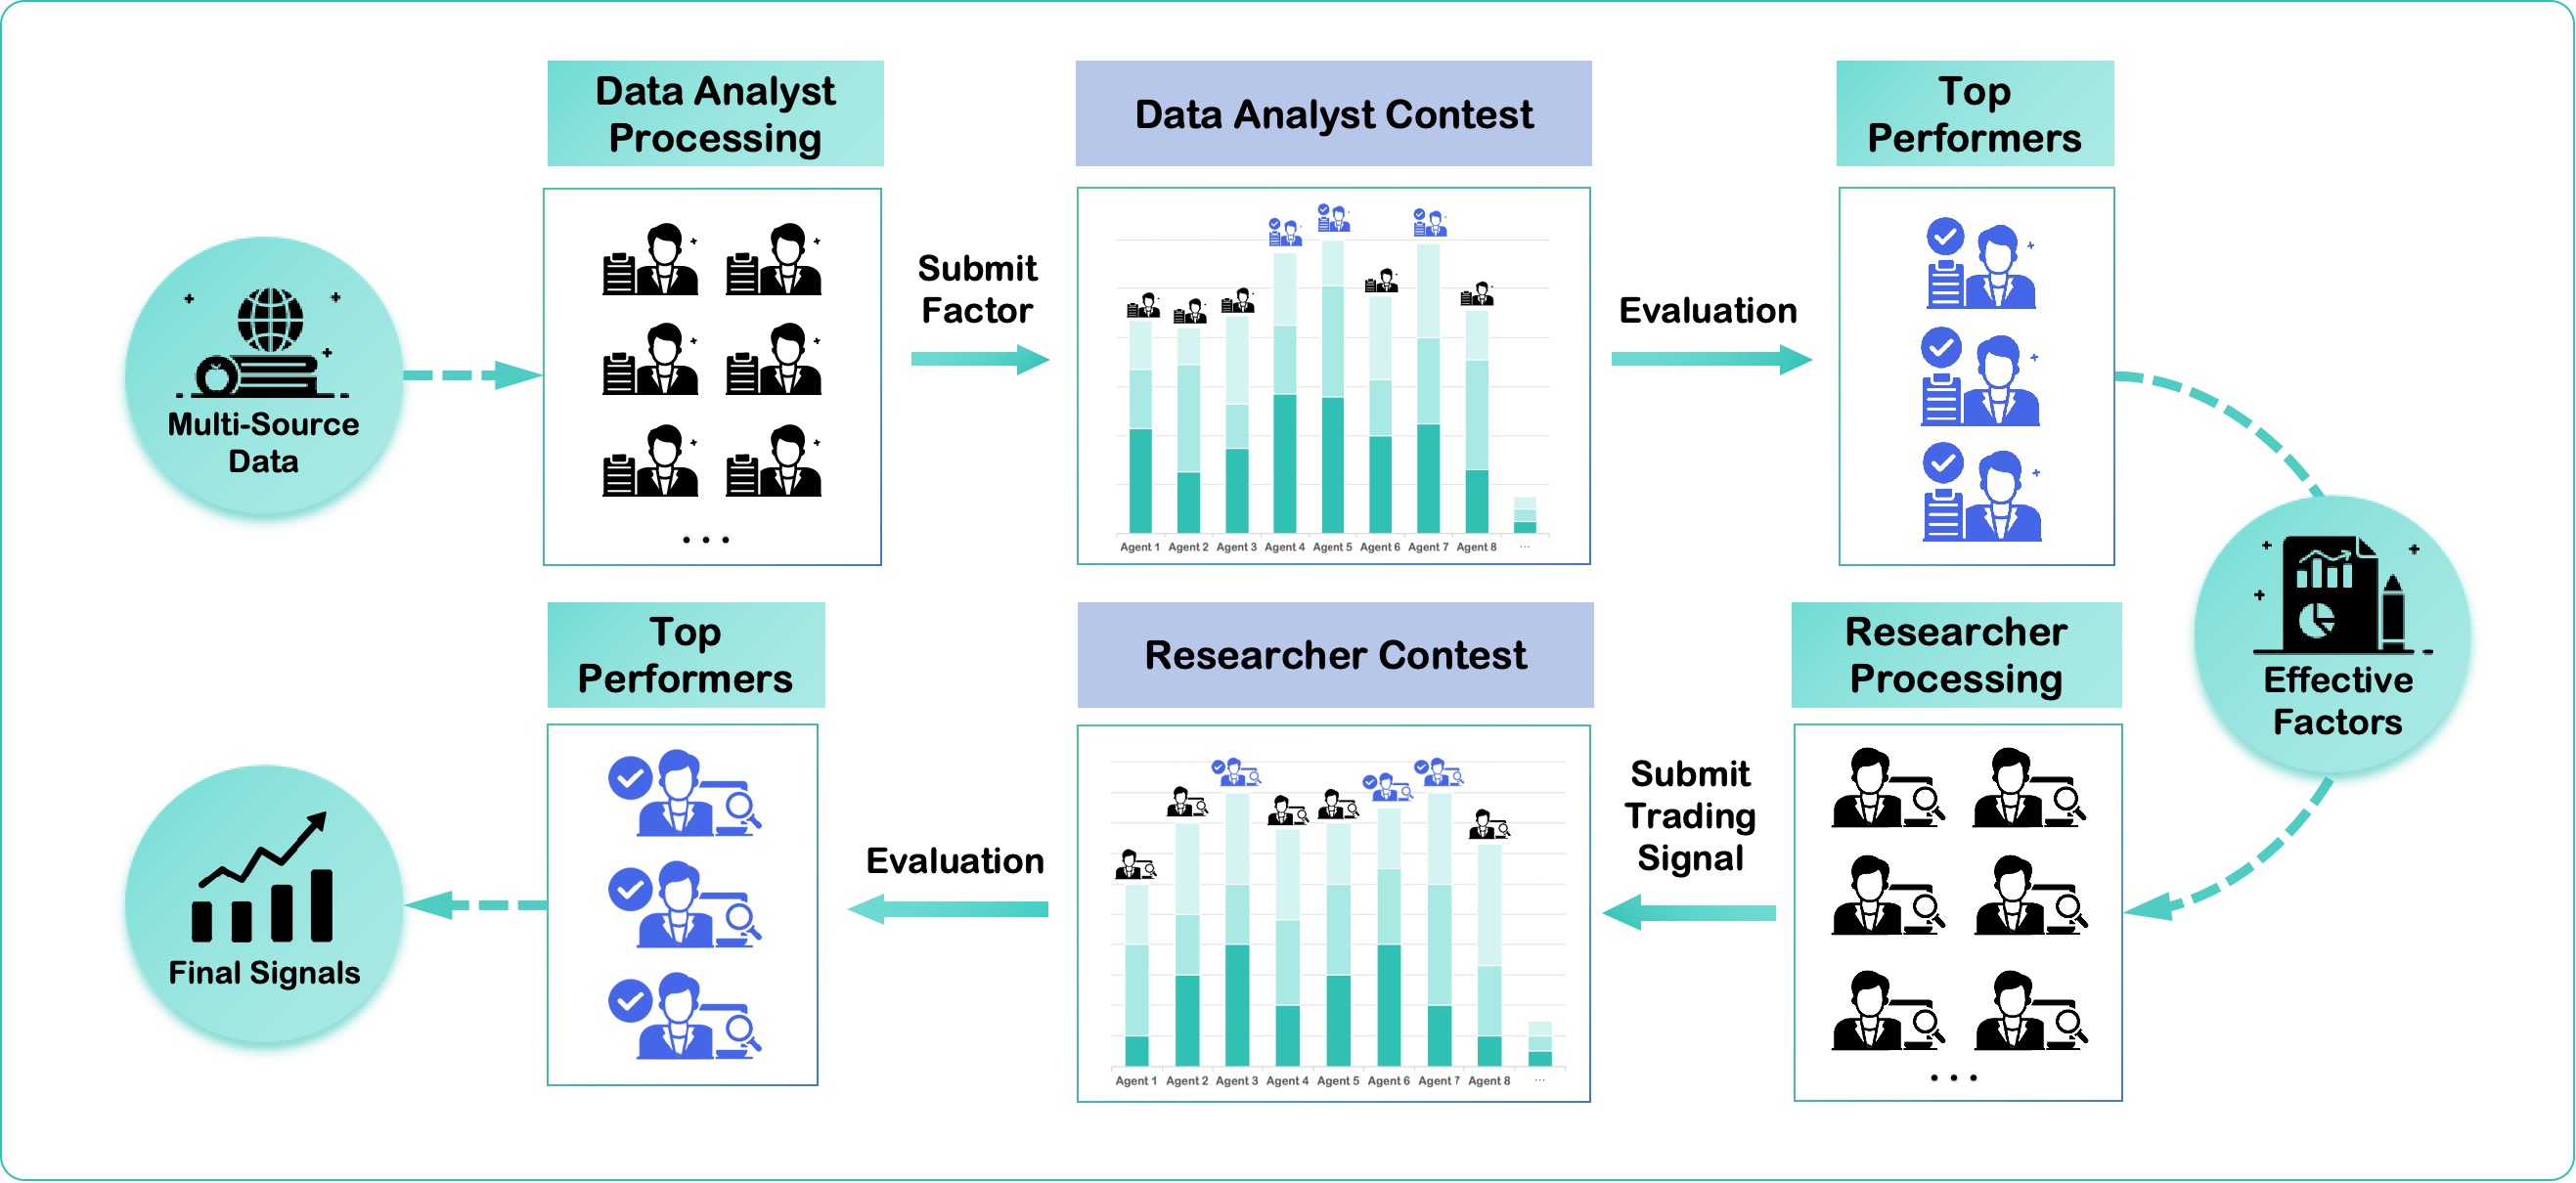 Data Analyst
Processing
Data Analyst Contest
Top
Performers
Multi-Source
Data
. . .
Submit
Factor
Agent 1 Agent 2 Agent 3 Agent 4 Agent 5 Agent 6 Agent 7 Agent 8 ...
Evaluation
Effective
Factors
Researcher
Processing
. . .
Submit
Trading
Signal
Researcher Contest
Agent 1 Agent 2 Agent 3 Agent 4 Agent 5 Agent 6 Agent 7 Agent 8 ...
Evaluation
Top
Performers
Final Signals